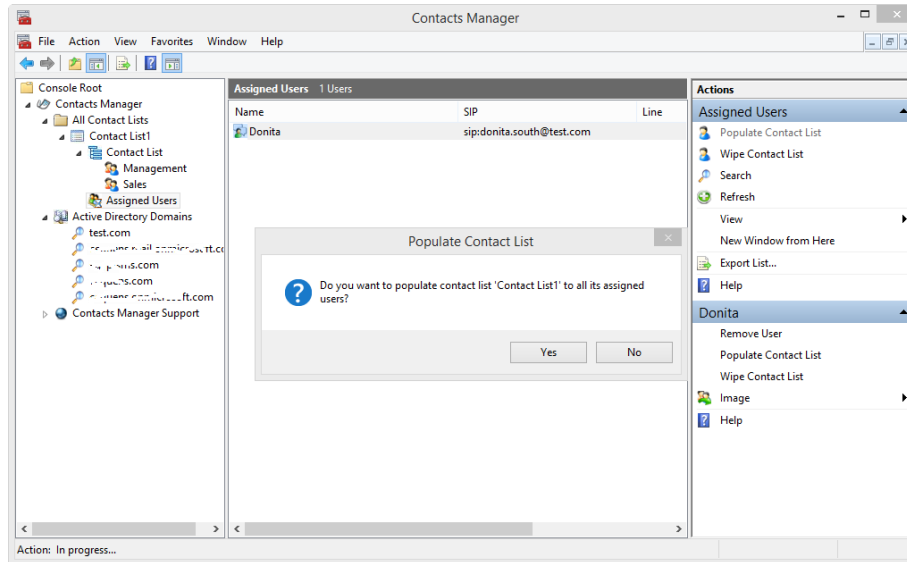 Contacts Manager
File Action View Favorites Window Help
Console Root
Contacts Manager
All Contact Lists
Contact List1
Contact List
Management
Sales
Assigned Users
Active Directory Domains
test.com
.com
.com
ft.com
Contacts Manager Support
Assigned Users 1 Users
Name SIP Line
Donita sip:donita.south@test.com
Populate Contact List
Do you want to populate contact list 'Contact List1' to all its assigned
users?
Yes No
Actions
Assigned Users
Populate Contact List
Wipe Contact List
Search
Refresh
View
New Window from Here
Export List...
Help
Donita
Remove User
Populate Contact List
Wipe Contact List
Image
Help
Action: In progress...